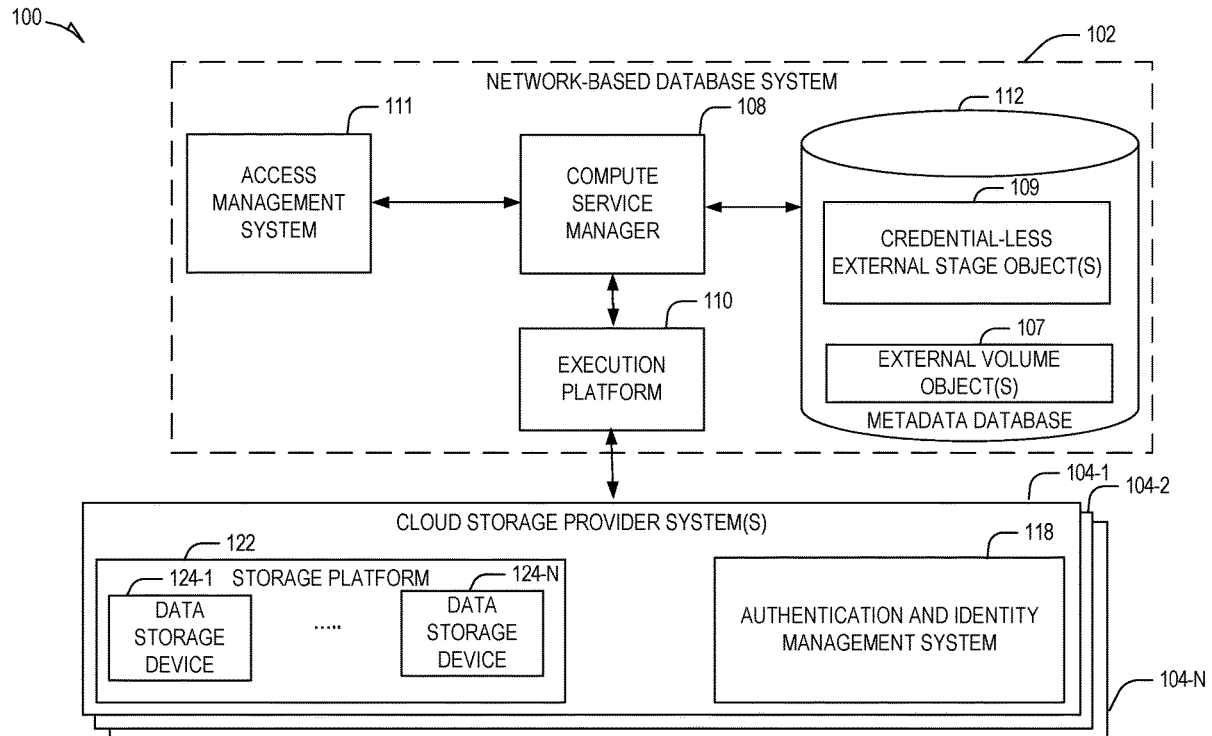 100
102
NETWORK-BASED DATABASE SYSTEM
111
108
112
ACCESS
MANAGEMENT
SYSTEM
COMPUTE
SERVICE
MANAGER
109
CREDENTIAL-LESS
EXTERNAL STAGE OBJECT(S)
110
EXECUTION
PLATFORM
107
EXTERNAL VOLUME
OBJECT(S)
METADATA DATABASE
104-1
104-2
CLOUD STORAGE PROVIDER SYSTEM(S)
122
118
STORAGE PLATFORM
124-1
124-N
DATA
STORAGE
DEVICE
.....
DATA
STORAGE
DEVICE
AUTHENTICATION AND IDENTITY
MANAGEMENT SYSTEM
104-N